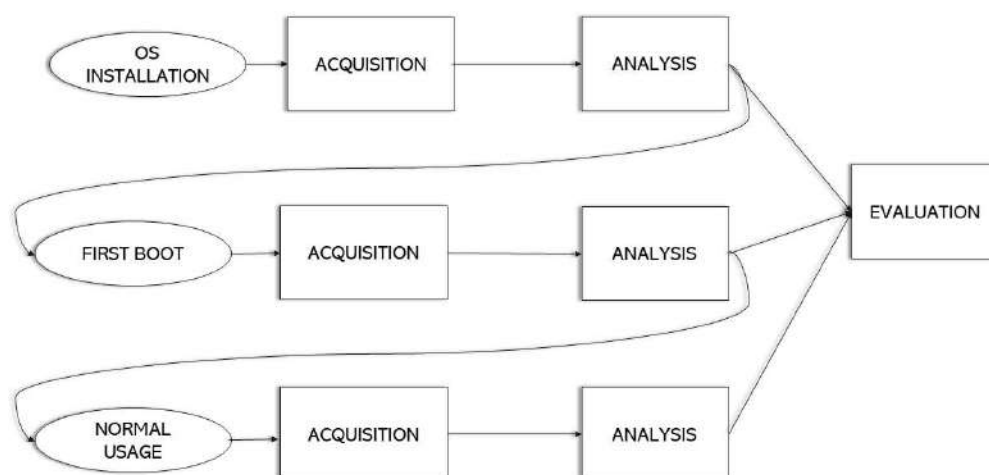 OS
INSTALLATION
ACQUISITION
ANALYSIS
EVALUATION
FIRST BOOT
ACQUISITION
ANALYSIS
NORMAL
USAGE
ACQUISITION
ANALYSIS